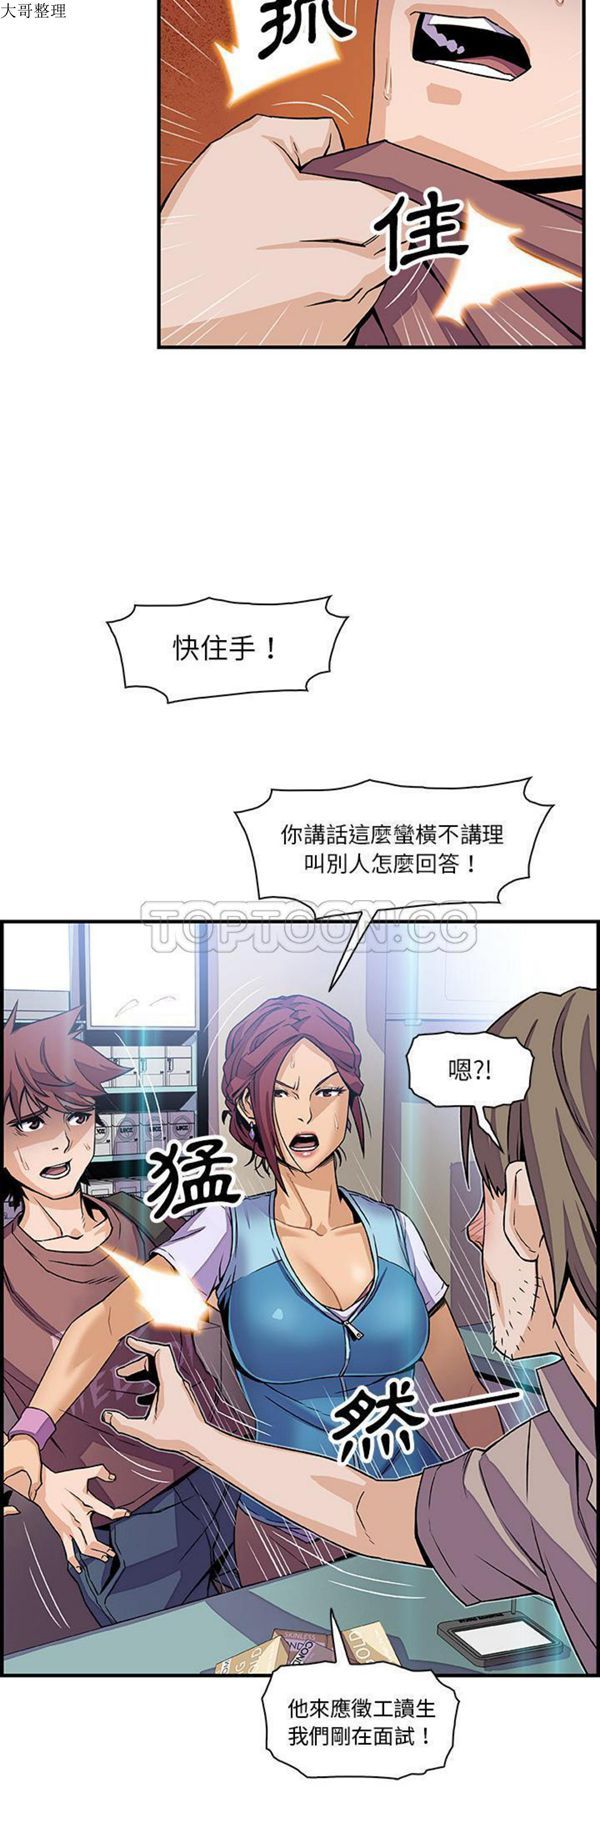 大哥整理
抓
住
快住手！
你講話這麼蠻橫不講理
叫別人怎麼回答！
TOPTOON.CC
嗯?!
猛
然一
SKINLESS
他來應徵工讀生
我們剛在面試！